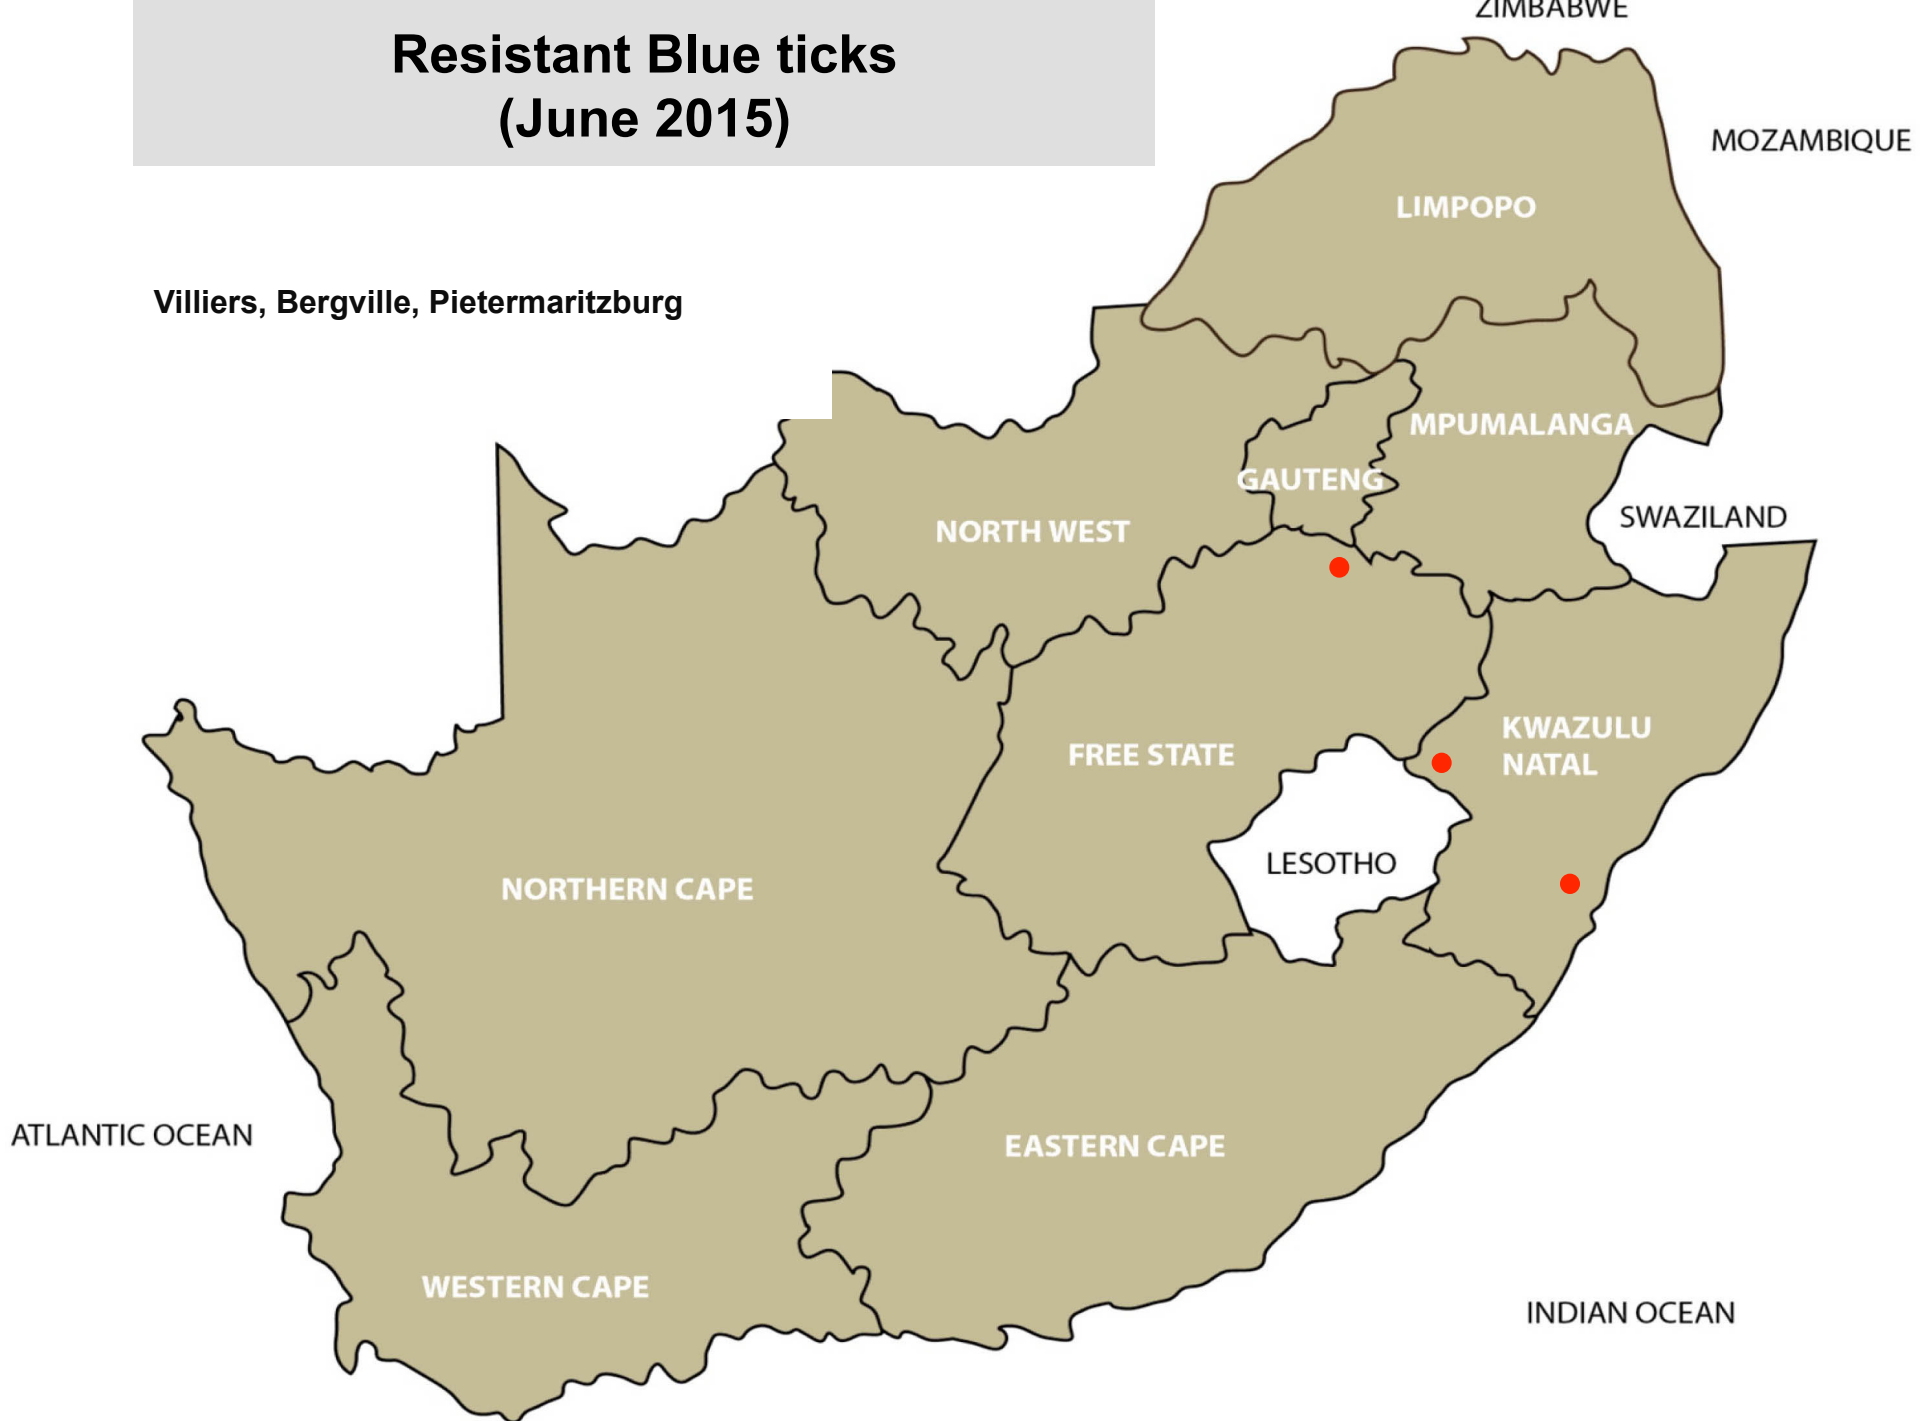 ZIMBABWE
Resistant Blue ticks
(June 2015)
MOZAMBIQUE
LIMPOPO
Villiers, Bergville, Pietermaritzburg
MPUMALANGA
GAUTENG
SWAZILAND
NORTH WEST
KWAZULU
NATAL
FREE STATE
LESOTHO
NORTHERN CAPE
ATLANTIC OCEAN
EASTERN CAPE
WESTERN CAPE
INDIAN OCEAN